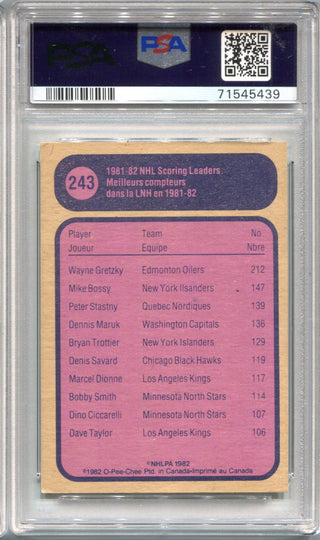 PSA
PSA
71545439
243
1981-82 NHL Scoring Leaders
Meilleurs compteurs
dans la LNH en 1981-82
Player Team No
Joueur Equipe Nbre
Wayne Gretzky Edmonton Oilers 212
Mike Bossy New York Islanders 147
Peter Stastny Quebec Nordiques 139
Dennis Maruk Washington Capitals 136
Bryan Trottier New York Islanders 129
Denis Savard Chicago Black Hawks 119
Marcel Dionne Los Angeles Kings 117
Bobby Smith Minnesota North Stars 114
Dino Ciccarelli Minnesota North Stars 107
Dave Taylor Los Angeles Kings 106
©NHLPA 1982
©1982 O-Pee-Chee Ptd. in Canada-Imprimé au Canada